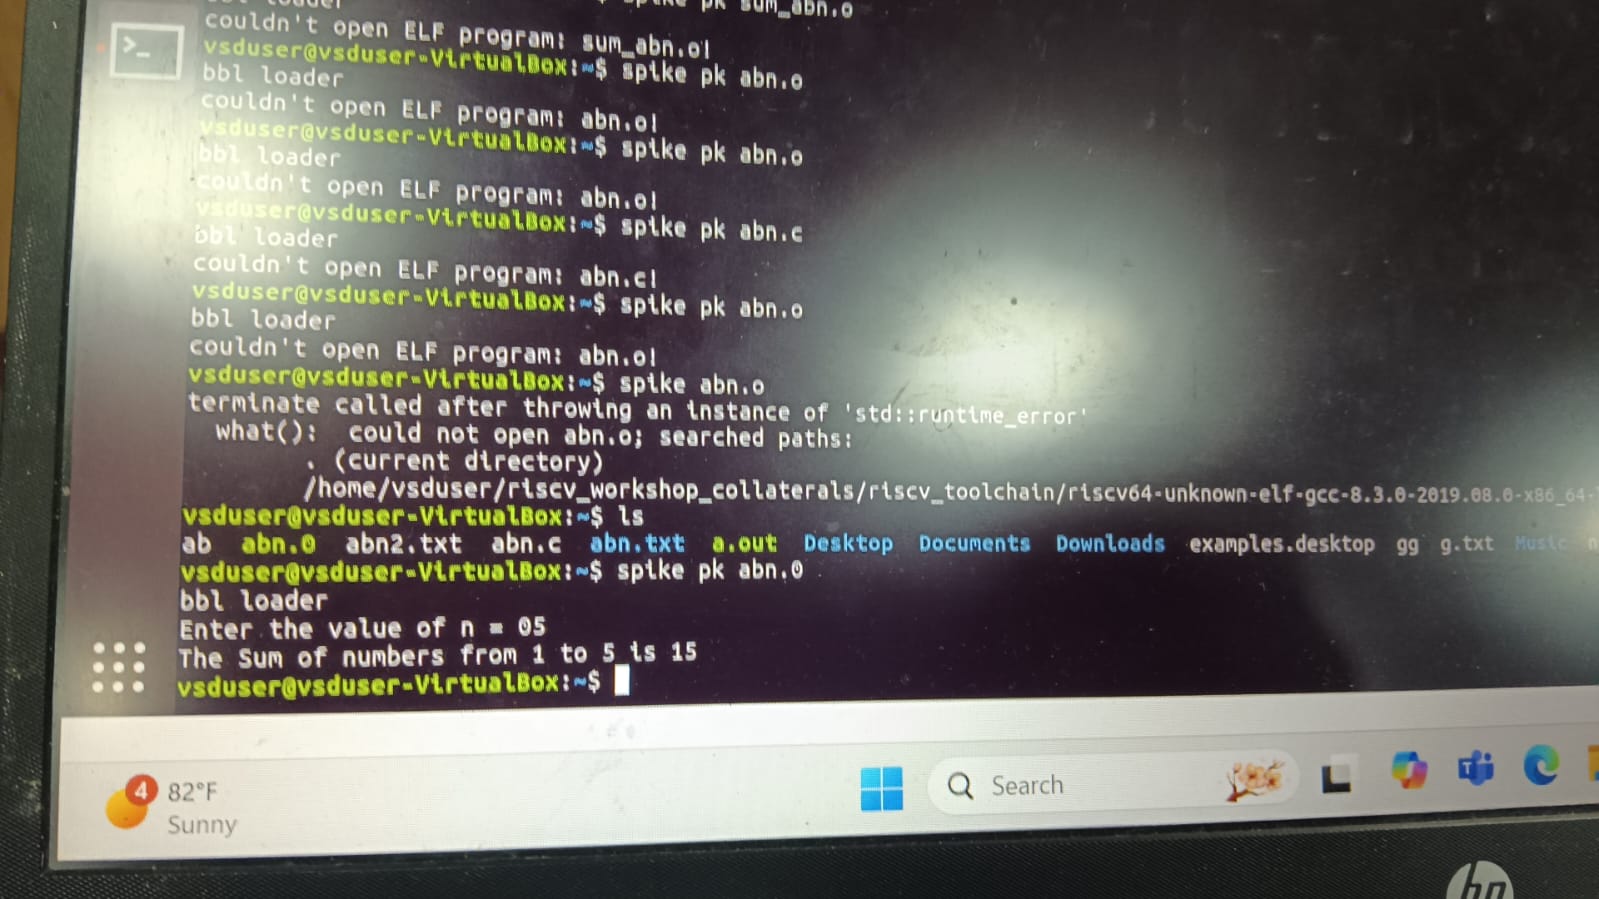 spike pk sum_abn.o
bbl loader
couldn't open ELF program: sum_abn.o!
vsduser@vsduser-VirtualBox:~$ spike pk abn.o
bbl loader
couldn't open ELF program: abn.o!
vsduser@vsduser-VirtualBox:~$ spike pk abn.o
bbl loader
couldn't open ELF program: abn.o!
vsduser@vsduser-VirtualBox:~$ spike pk abn.c
bbl loader
couldn't open ELF program: abn.c!
vsduser@vsduser-VirtualBox:~$ spike pk abn.o
bbl loader
couldn't open ELF program: abn.o!
vsduser@vsduser-VirtualBox:~$ spike abn.o
terminate called after throwing an instance of 'std::runtime_error'
what(): could not open abn.o; searched paths:
. (current directory)
/home/vsduser/riscv_workshop_collaterals/riscv_toolchain/riscv64-unknown-elf-gcc-8.3.0-2019.08.0-x86_64-
vsduser@vsduser-VirtualBox:~$ ls
ab abn.0 abn2.txt abn.c abn.txt a.out Desktop Documents Downloads examples.desktop gg g.txt Music
vsduser@vsduser-VirtualBox:~$ spike pk abn.0
bbl loader
Enter the value of n = 05
The Sum of numbers from 1 to 5 is 15
vsduser@vsduser-VirtualBox:~$
4
82°F
Sunny
Search
hp